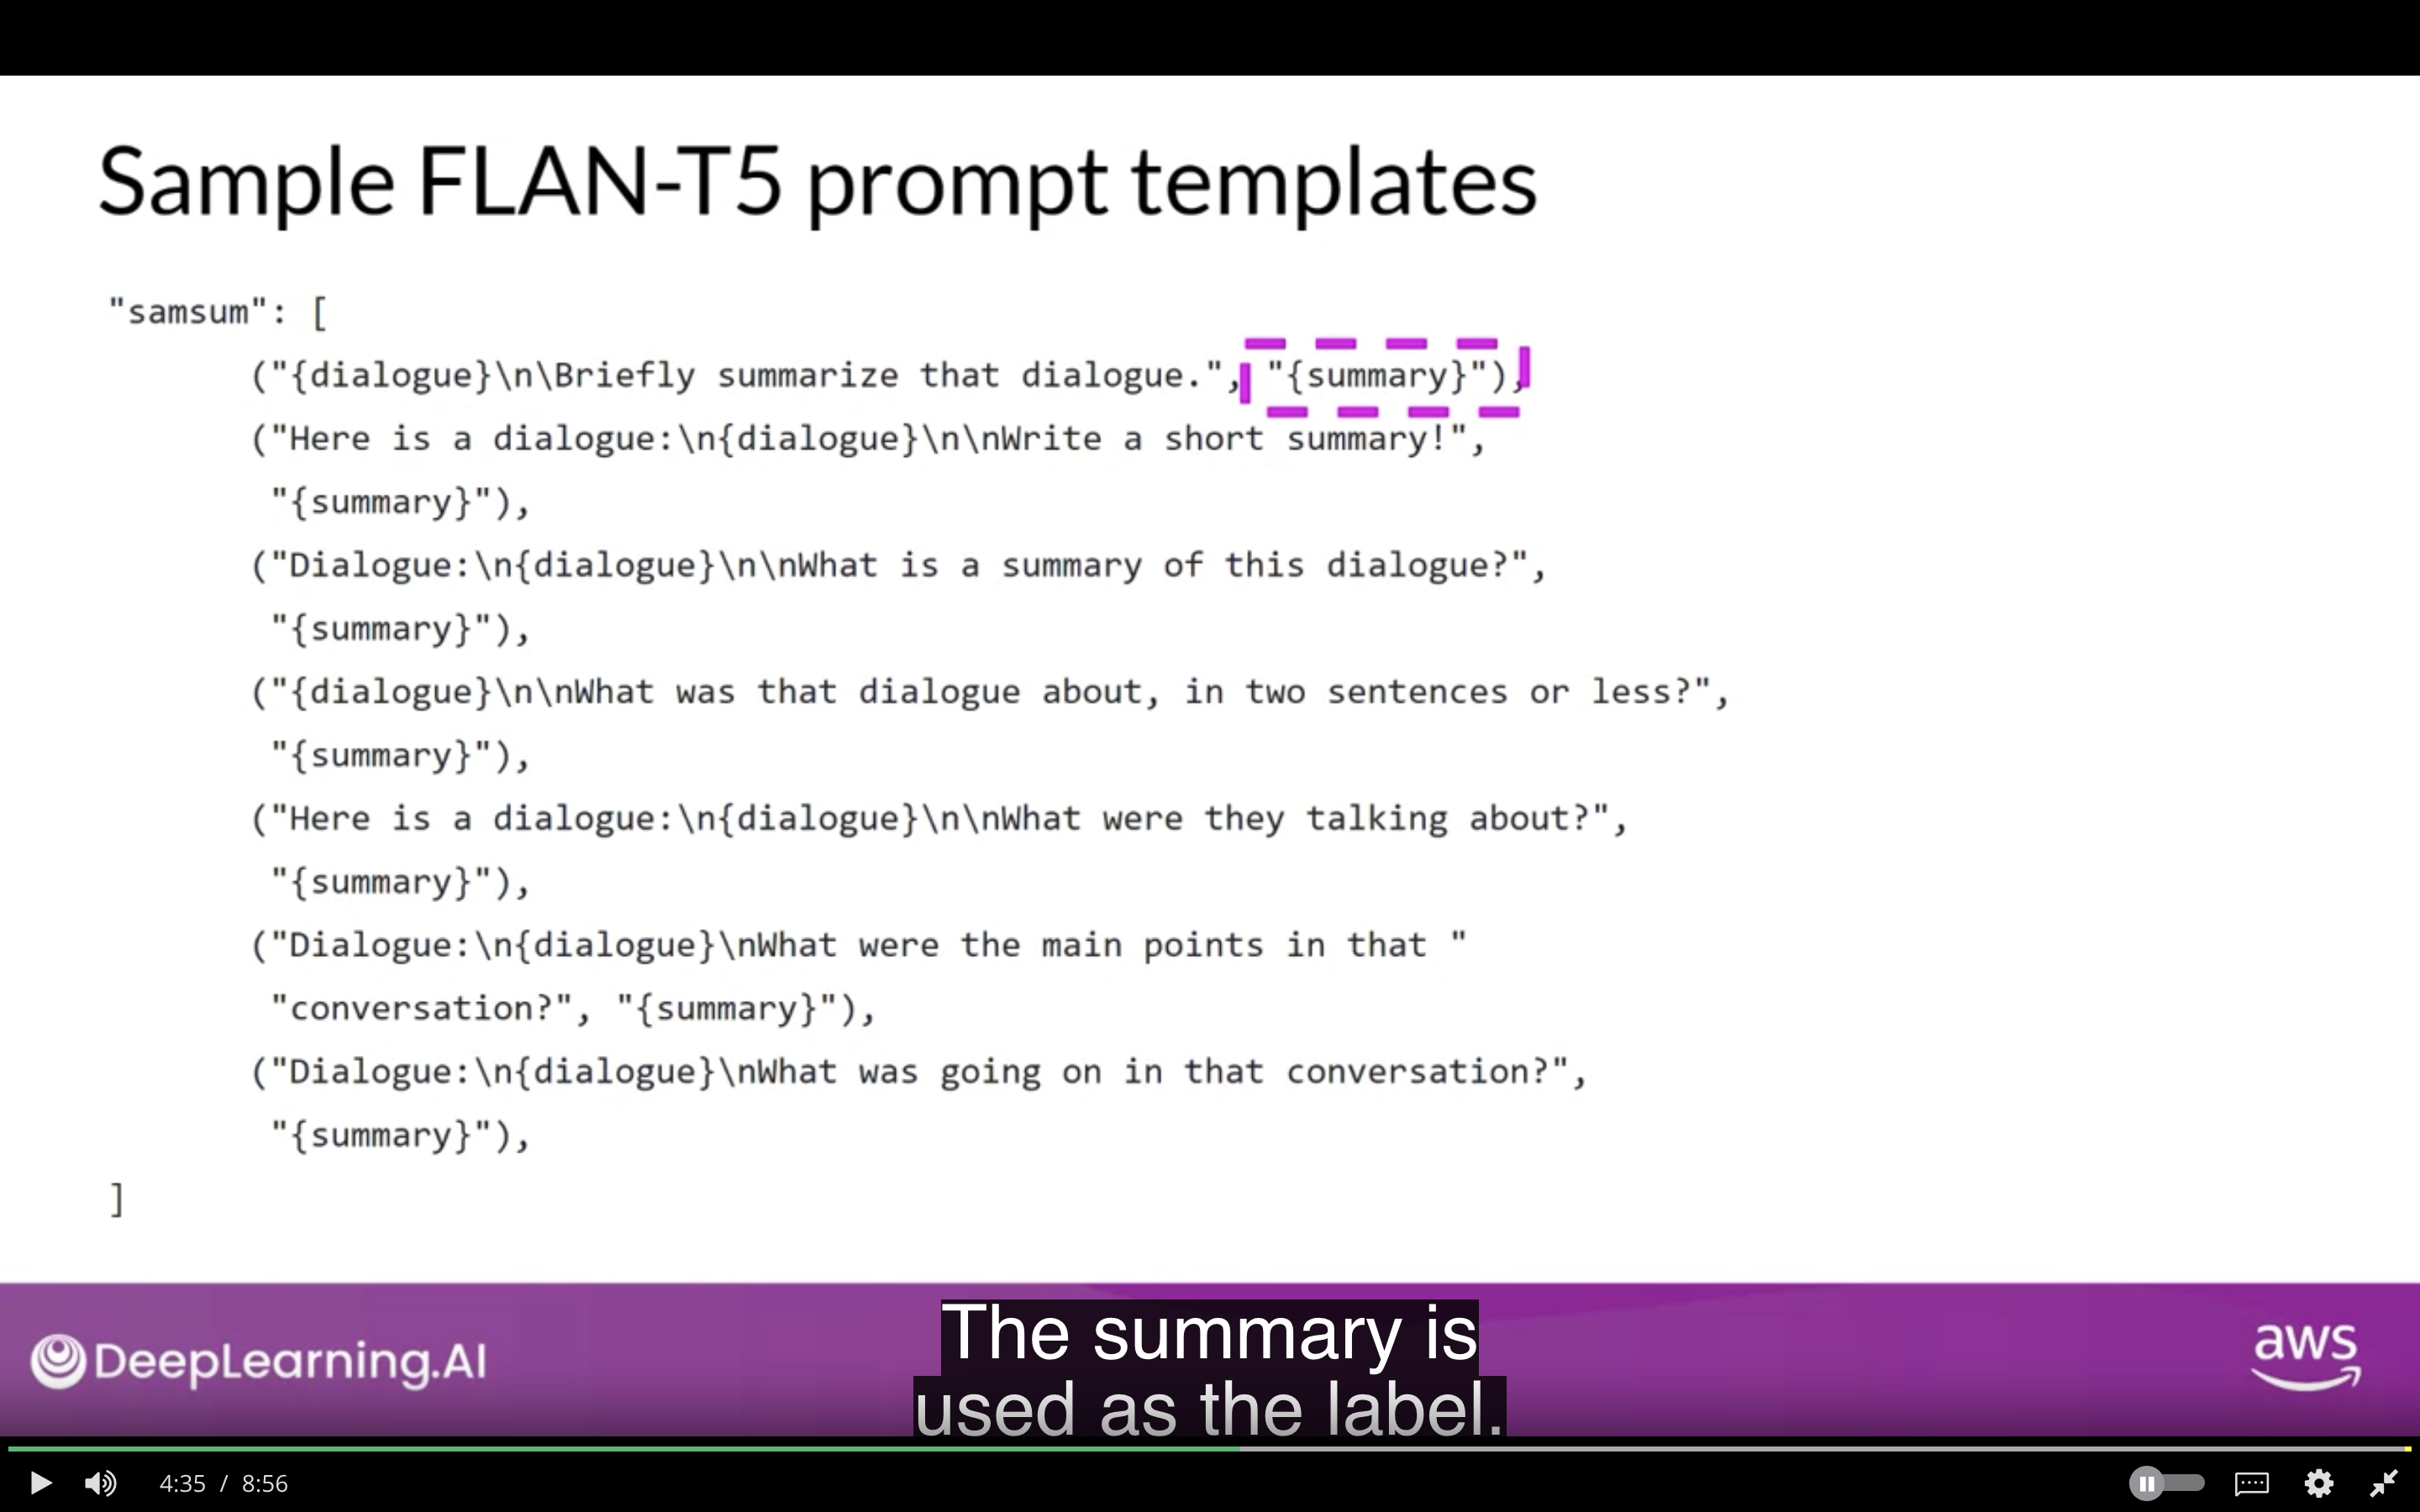 Sample FLAN-T5 prompt templates
"samsum": [
("{dialogue}\n\Briefly summarize that dialogue.", "{summary}"),
("Here is a dialogue:\n{dialogue}\n\nWrite a short summary!",
"{summary}"),
("Dialogue:\n{dialogue}\n\nWhat is a summary of this dialogue?",
"{summary}"),
("{dialogue}\n\nWhat was that dialogue about, in two sentences or less?",
"{summary}"),
("Here is a dialogue:\n{dialogue}\n\nWhat were they talking about?",
"{summary}"),
("Dialogue:\n{dialogue}\nWhat were the main points in that "
"conversation?", "{summary}"),
("Dialogue:\n{dialogue}\nWhat was going on in that conversation?",
"{summary}"),
]
DeepLearning.AI
The summary is
used as the label.
aws
4:35 / 8:56